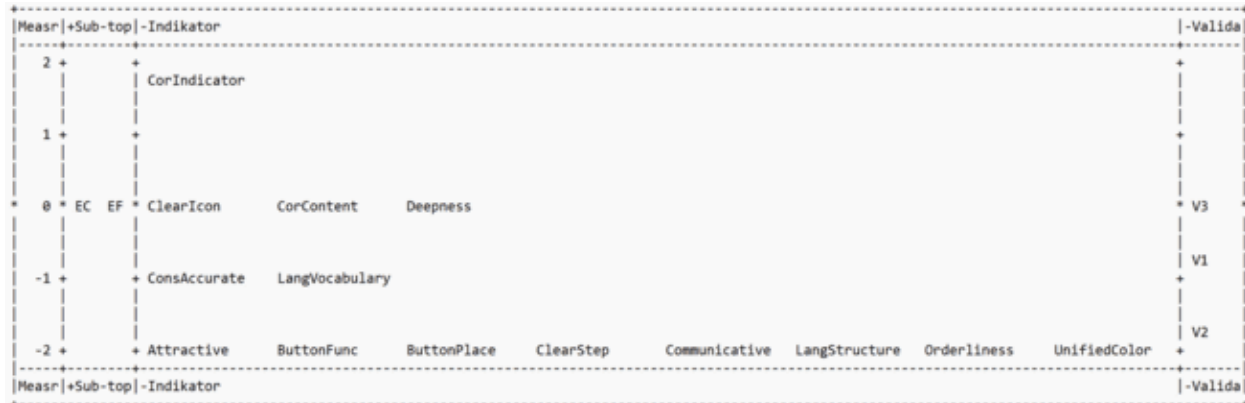 |Measr|+Sub-top|-Indikator |-Valida|
2 + + +
CorIndicator
1 + + +
* 0 * EC EF * ClearIcon CorContent Deepness * V3 *
V1
-1 + + ConsAccurate LangVocabulary +
V2
-2 + + Attractive ButtonFunc ButtonPlace ClearStep Communicative LangStructure Orderliness UnifiedColor +
|Measr|+Sub-top|-Indikator |-Valida|